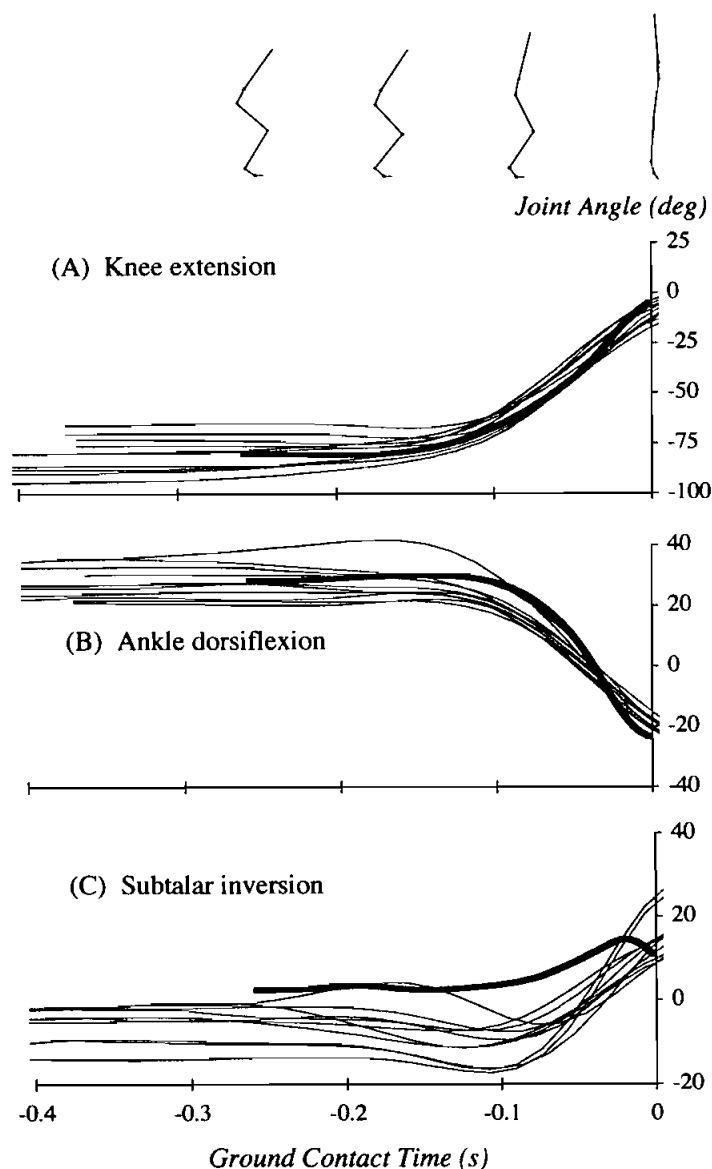 Joint Angle (deg)
25
(A) Knee extension
0
-25
-50
-75
-100
40
20
(B) Ankle dorsiflexion
0
-20
-40
40
(C) Subtalar inversion
20
0
-20
-0.4 -0.3 -0.2 -0.1 0
Ground Contact Time (s)